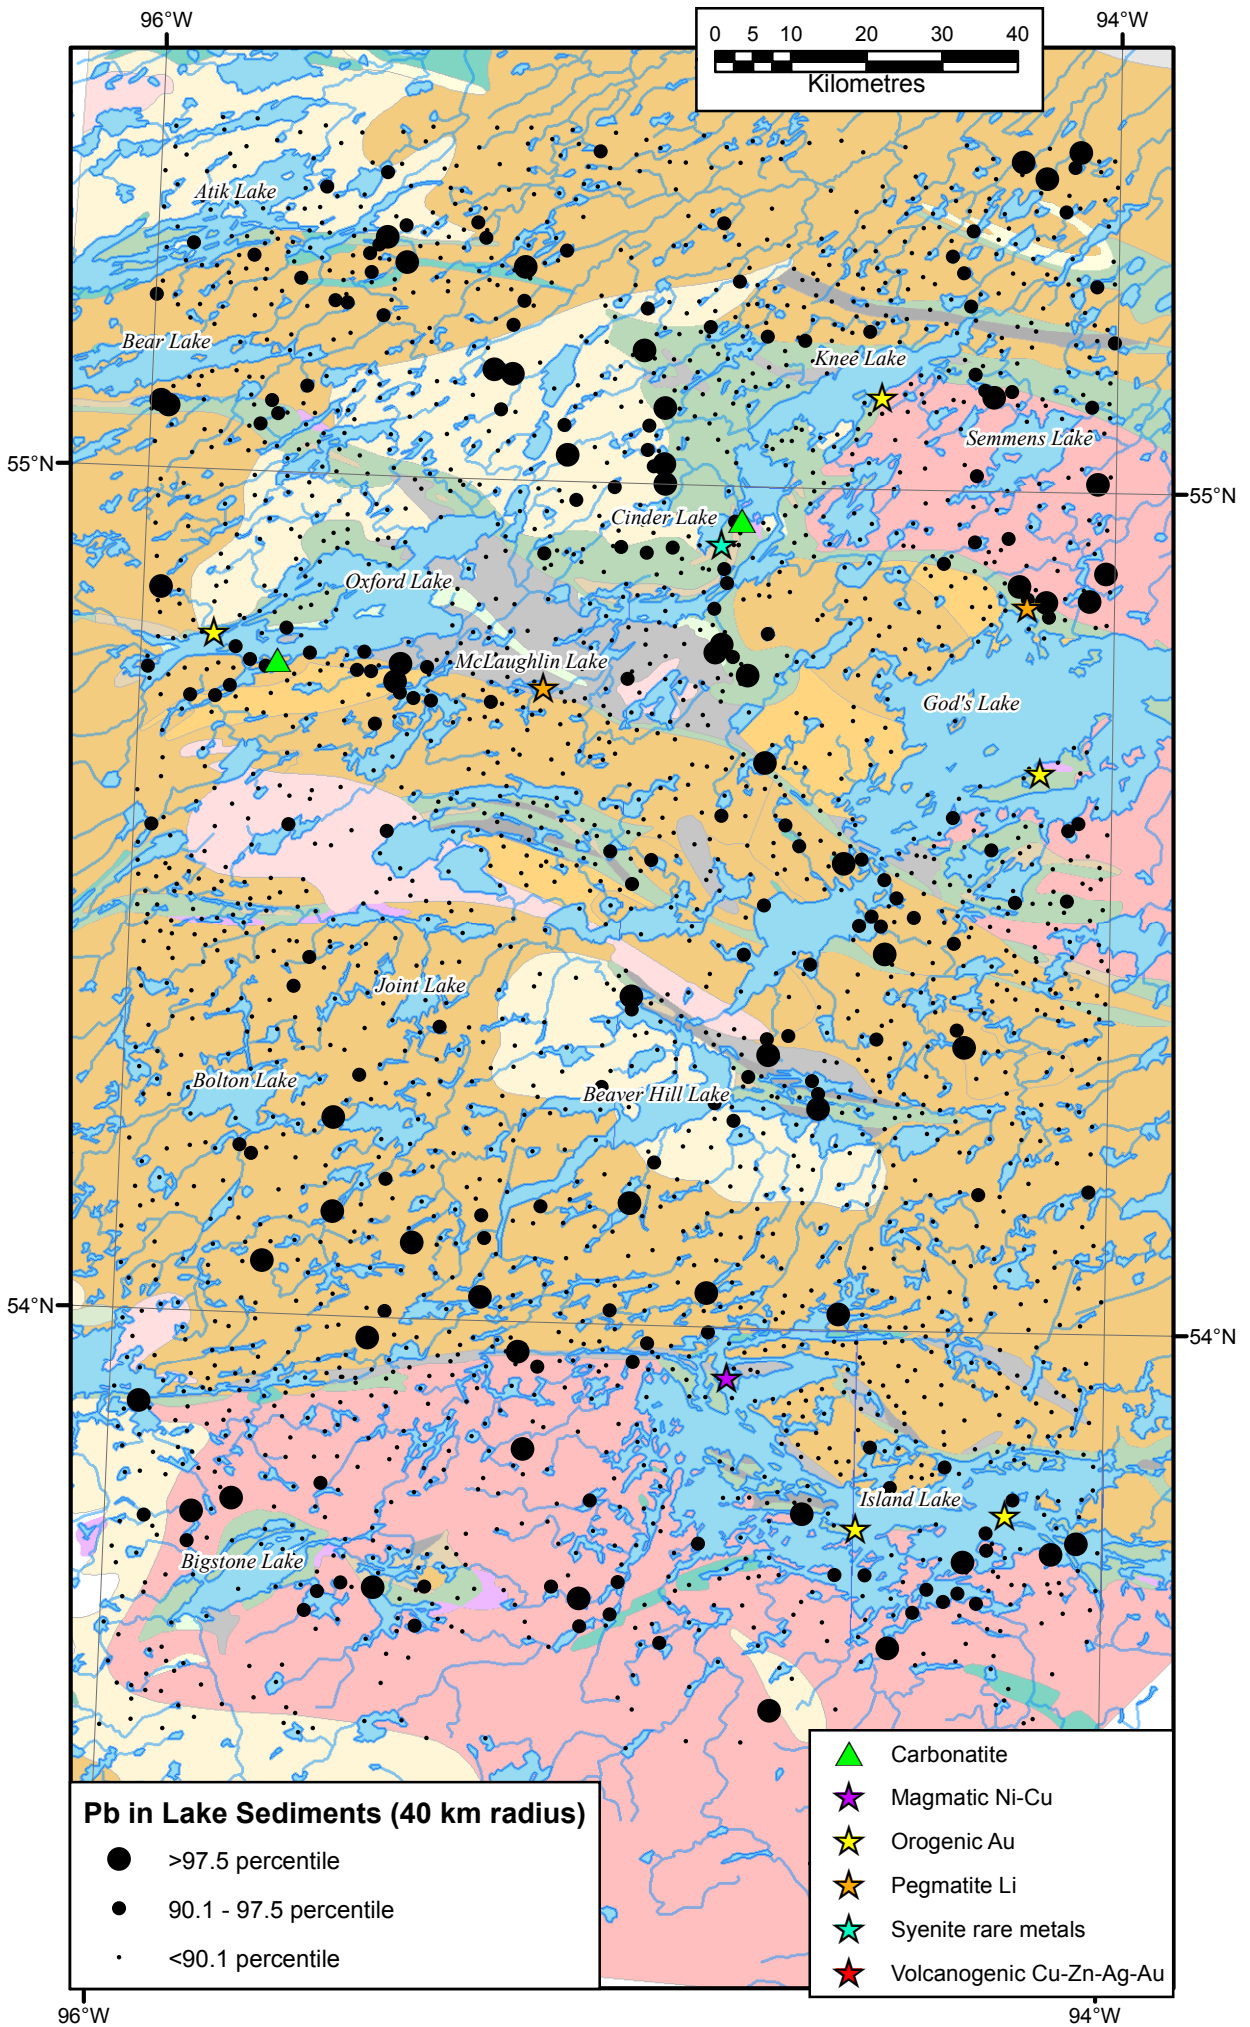 96°W
94°W
0 5 10 20 30 40
Kilometres
Atik Lake
Bear Lake
Knee Lake
Semmens Lake
55°N
55°N
Cinder Lake
Oxford Lake
McLaughlin Lake
God's Lake
Joint Lake
Bolton Lake
Beaver Hill Lake
54°N
54°N
Island Lake
Bigstone Lake
Pb in Lake Sediments (40 km radius)
>97.5 percentile
90.1 - 97.5 percentile
<90.1 percentile
Carbonatite
Magmatic Ni-Cu
Orogenic Au
Pegmatite Li
Syenite rare metals
Volcanogenic Cu-Zn-Ag-Au
96°W
94°W